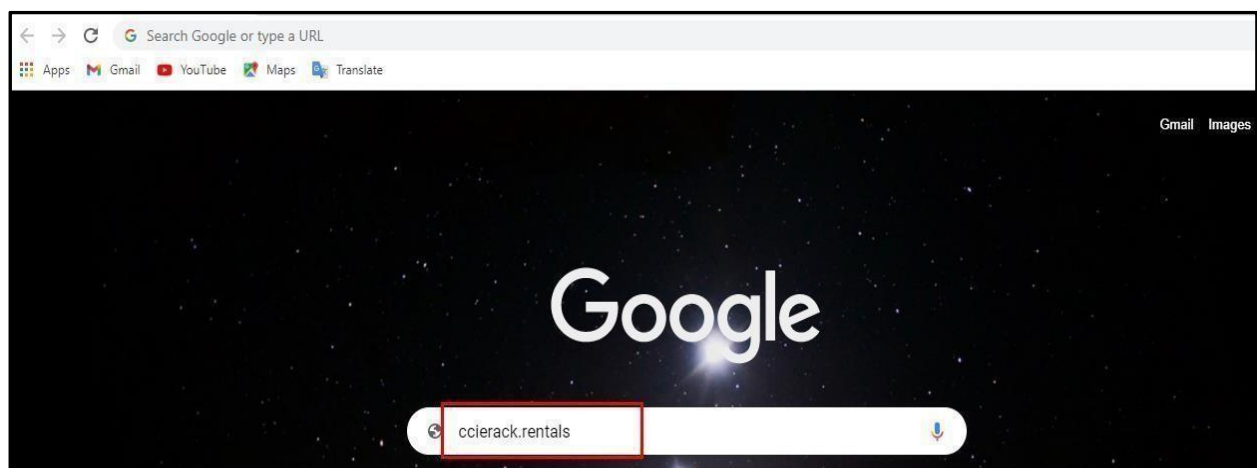 Search Google or type a URL
Apps Gmail YouTube Maps Translate
Gmail Images
Google
ccierack.rentals